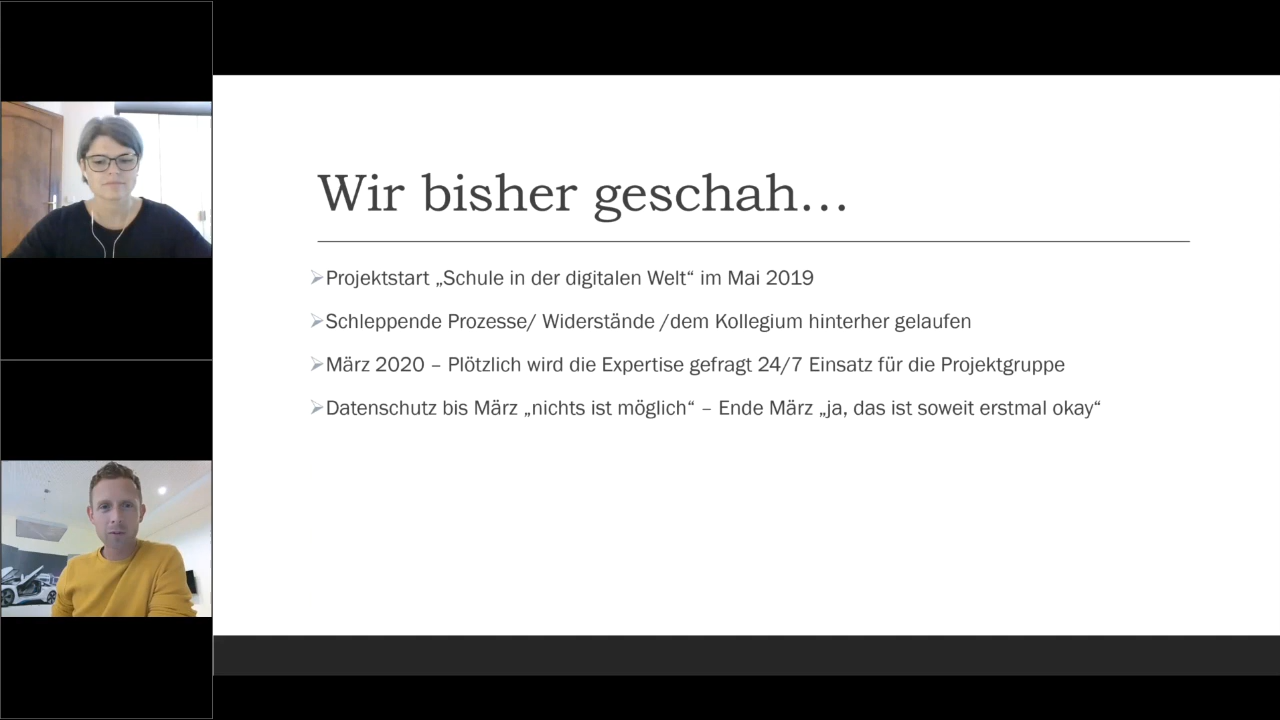 Wir bisher geschah…
Projektstart „Schule in der digitalen Welt“ im Mai 2019
Schleppende Prozesse/ Widerstände /dem Kollegium hinterher gelaufen
März 2020 – Plötzlich wird die Expertise gefragt 24/7 Einsatz für die Projektgruppe
Datenschutz bis März „nichts ist möglich“ – Ende März „ja, das ist soweit erstmal okay“